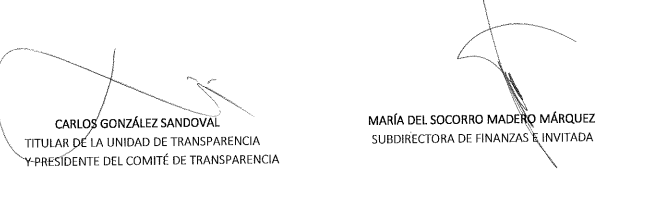 CARLOS GONZÁLEZ SANDOVAL
TITULAR DE LA UNIDAD DE TRANSPARENCIA
Y PRESIDENTE DEL COMITÉ DE TRANSPARENCIA
MARÍA DEL SOCORRO MADERO MÁRQUEZ
SUBDIRECTORA DE FINANZAS E INVITADA